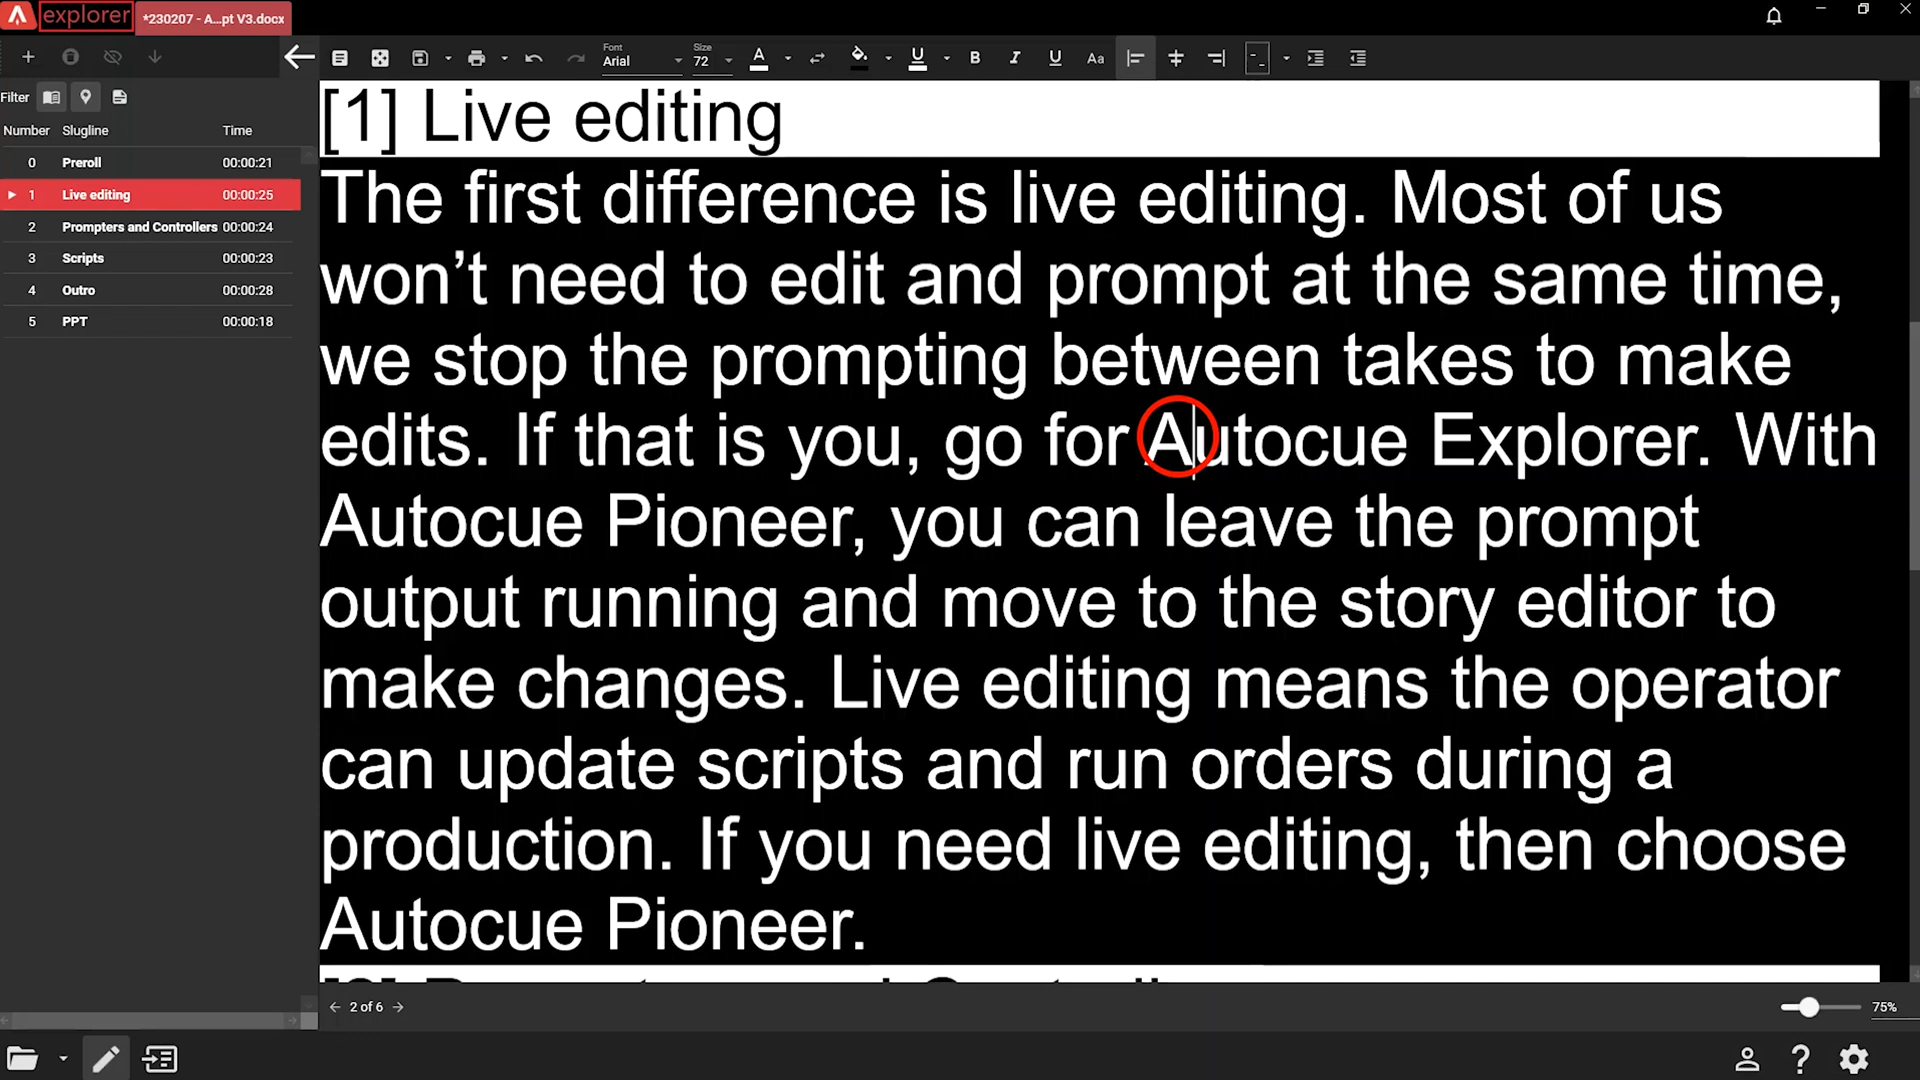 explorer *230207 - A...pt V3.docx
Font
Arial
Size
72
Aa
Filter
Number Slugline Time
0 Preroll 00:00:21
1 Live editing 00:00:25
2 Prompters and Controllers 00:00:24
3 Scripts 00:00:23
4 Outro 00:00:28
5 PPT 00:00:18
[1] Live editing
The first difference is live editing. Most of us
won’t need to edit and prompt at the same time,
we stop the prompting between takes to make
edits. If that is you, go for Autocue Explorer. With
Autocue Pioneer, you can leave the prompt
output running and move to the story editor to
make changes. Live editing means the operator
can update scripts and run orders during a
production. If you need live editing, then choose
Autocue Pioneer.
2 of 6
75%